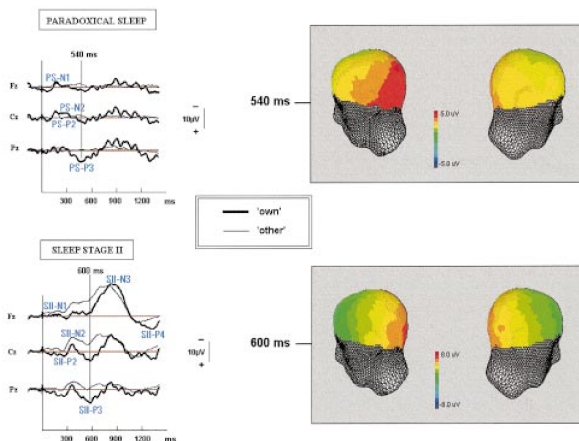 PARADOXICAL SLEEP
540 ms
PS-N1
Fz
PS-N2
Cz
PS-P2
Pz
PS-P3
− 10µV +
300 600 900 1200
ms
540 ms
5.0 uV
-5.0 uV
'own'
'other'
SLEEP STAGE II
600 ms
SII-N3
SII-N1
Fz
SII-N2
SII-P4
Cz
SII-P2
Pz
SII-P3
− 10µV +
300 600 900 1200
ms
600 ms
8.0 uV
-8.0 uV